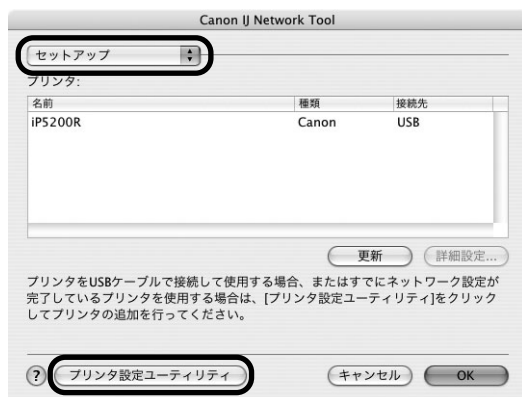 Canon IJ Network Tool
セットアップ
プリンタ:
名前 種類 接続先
iP5200R Canon USB
更新 詳細設定...
プリンタをUSBケーブルで接続して使用する場合、またはすでにネットワーク設定が
完了しているプリンタを使用する場合は、[プリンタ設定ユーティリティ]をクリック
してプリンタの追加を行ってください。
? プリンタ設定ユーティリティ キャンセル OK